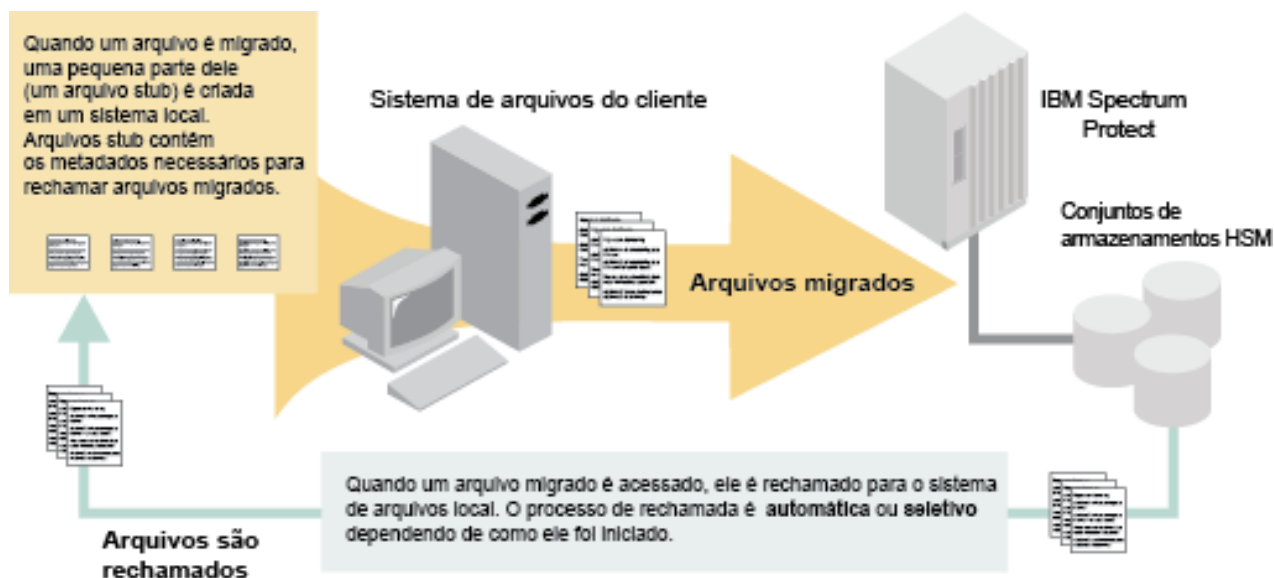 Quando um arquivo é migrado,
uma pequena parte dele
(um arquivo stub) é criada
em um sistema local.
Arquivos stub contêm
os metadados necessários para
rechamar arquivos migrados.
Sistema de arquivos do cliente
IBM Spectrum
Protect
Conjuntos de
armazenamentos HSM
Arquivos migrados
Quando um arquivo migrado é acessado, ele é rechamado para o sistema
de arquivos local. O processo de rechamada é automática ou seletivo
dependendo de como ele foi iniciado.
Arquivos são
rechamados